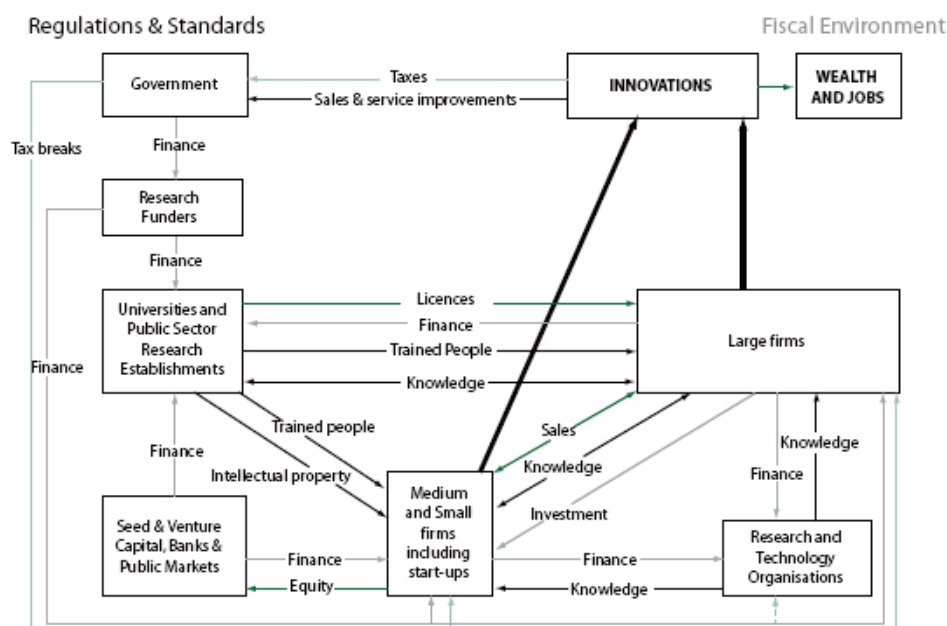 Regulations & Standards
Fiscal Environment
Government
Taxes
Sales & service improvements
INNOVATIONS
WEALTH
AND JOBS
Tax breaks
Finance
Research
Funders
Finance
Universities and
Public Sector
Research
Establishments
Licences
Finance
Trained People
Knowledge
Large firms
Finance
Trained people
Intellectual property
Finance
Sales
Knowledge
Investment
Knowledge
Finance
Seed & Venture
Capital, Banks &
Public Markets
Finance
Equity
Medium
and Small
firms
including
start-ups
Finance
Knowledge
Research and
Technology
Organisations